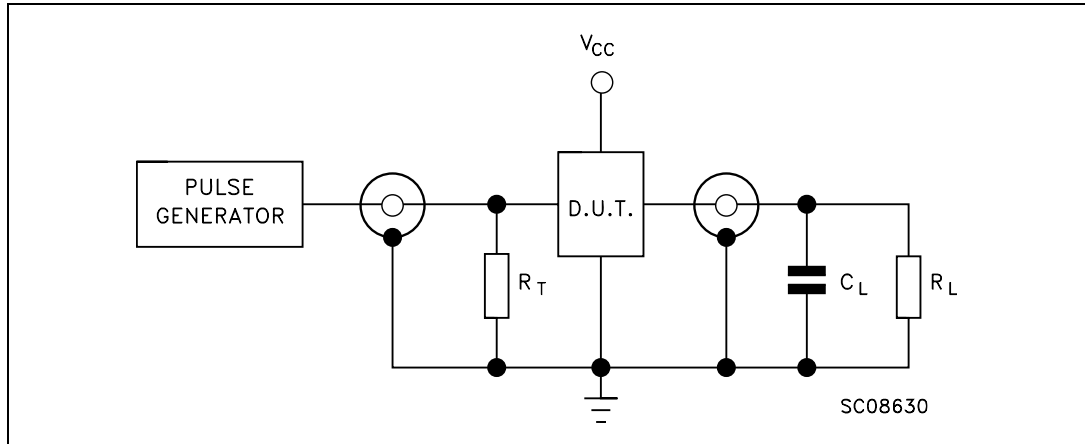 VCC
PULSE
GENERATOR
D.U.T.
RT
CL
RL
SC08630